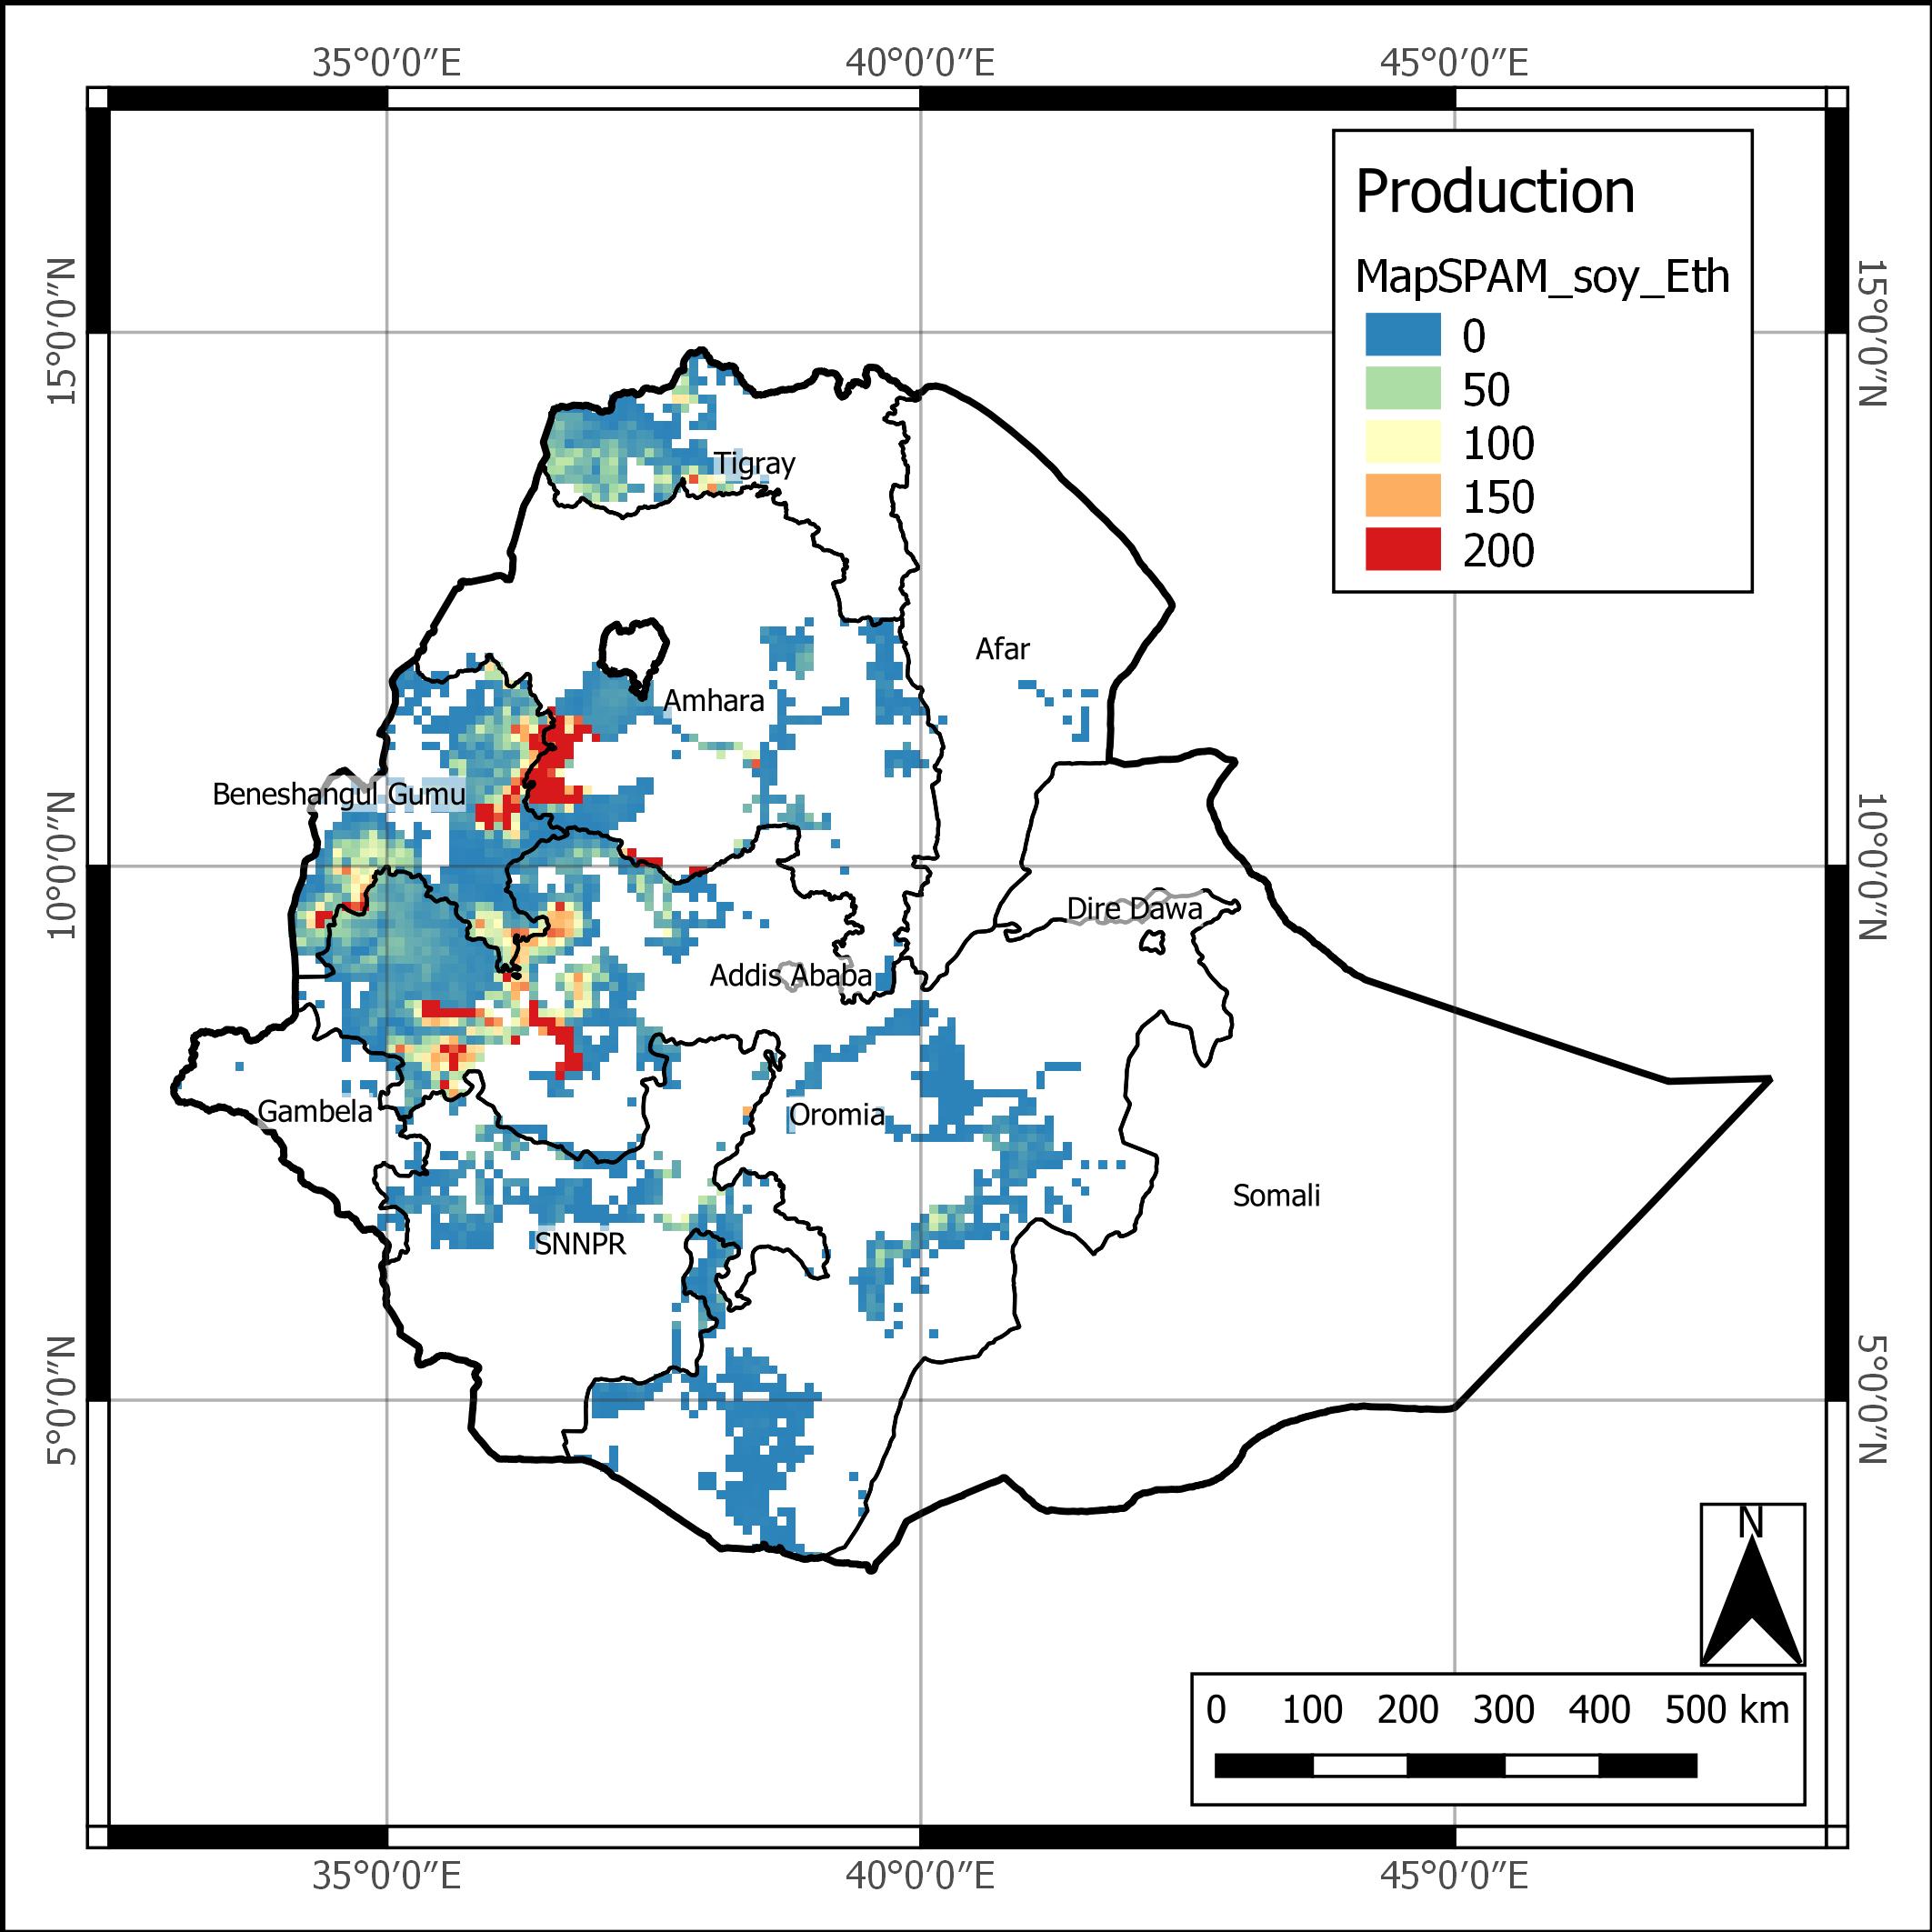 35°0′0″E 40°0′0″E 45°0′0″E
Production
MapSPAM_soy_Eth
0
50
100
150
200
15°0′0″N 15°0′0″N
Tigray
Afar
Amhara
Beneshangul Gumu
10°0′0″N 10°0′0″N
Dire Dawa
Addis Ababa
Gambela
Oromia
Somali
SNNPR
5°0′0″N 5°0′0″N
N
0 100 200 300 400 500 km
35°0′0″E 40°0′0″E 45°0′0″E